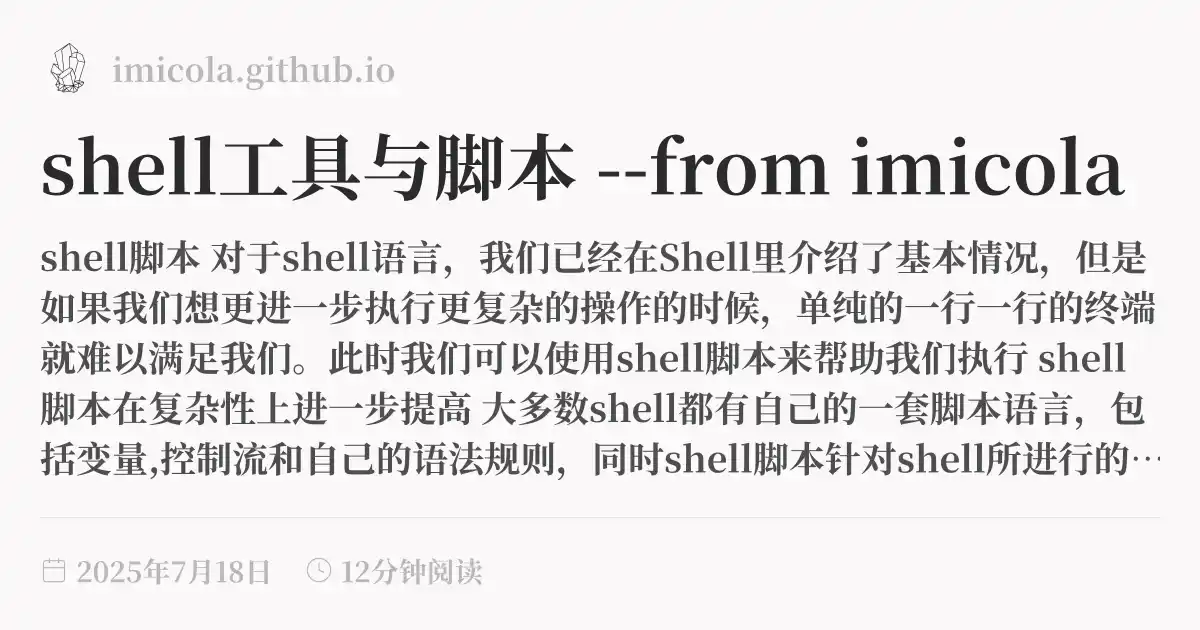 imicola.github.io
shell工具与脚本 --from imicola
shell脚本 对于shell语言，我们已经在Shell里介绍了基本情况，但是
如果我们想更进一步执行更复杂的操作的时候，单纯的一行一行的终端
就难以满足我们。此时我们可以使用shell脚本来帮助我们执行 shell
脚本在复杂性上进一步提高 大多数shell都有自己的一套脚本语言，包
括变量,控制流和自己的语法规则，同时shell脚本针对shell所进行的…
2025年7月18日 12分钟阅读